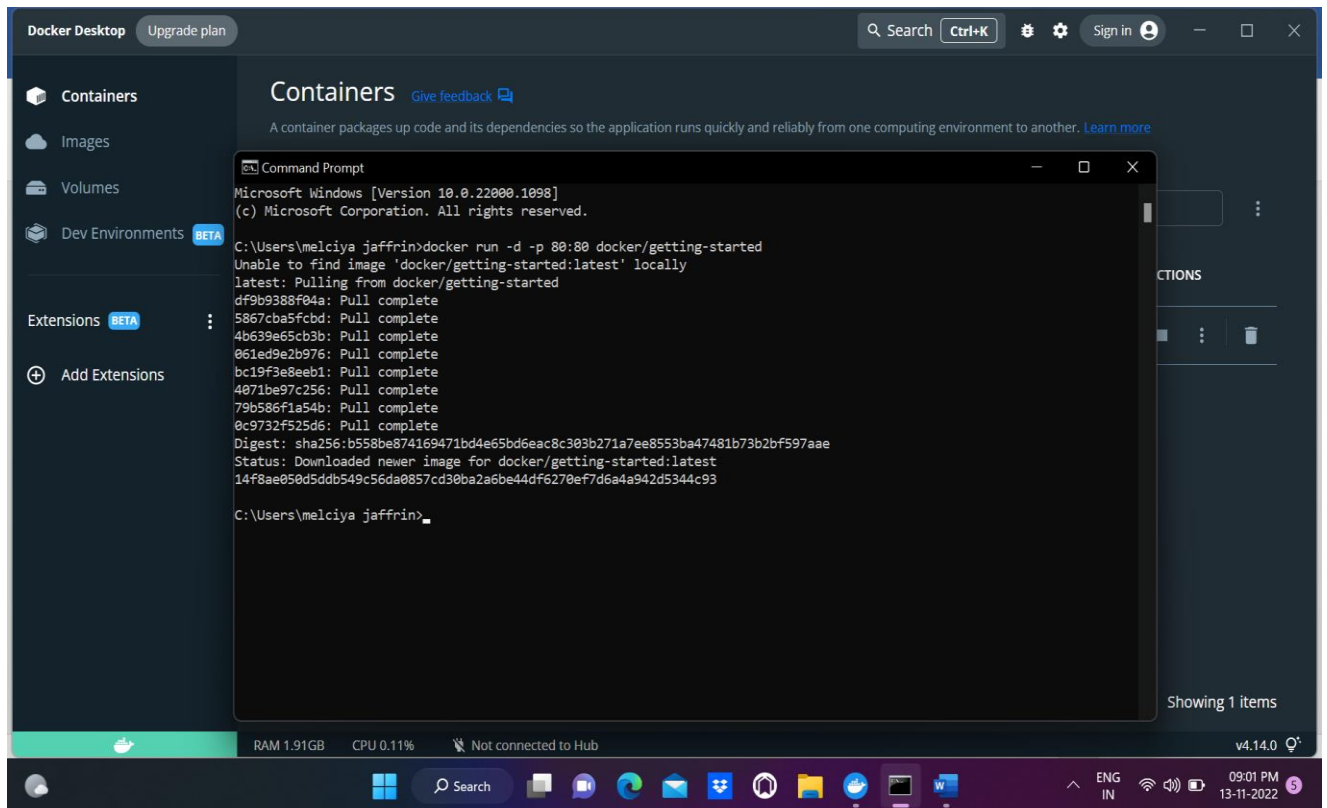 Docker Desktop Upgrade plan Search Ctrl+K Sign in
Containers
Images
Volumes
Dev Environments BETA
Extensions BETA
Add Extensions
Containers Give feedback
A container packages up code and its dependencies so the application runs quickly and reliably from one computing environment to another. Learn more
CTIONS
Command Prompt
Microsoft Windows [Version 10.0.22000.1098]
(c) Microsoft Corporation. All rights reserved.
C:\Users\melciya jaffrin>docker run -d -p 80:80 docker/getting-started
Unable to find image 'docker/getting-started:latest' locally
latest: Pulling from docker/getting-started
df9b9388f04a: Pull complete
5867cba5fcbd: Pull complete
4b639e65cb3b: Pull complete
061ed9e2b976: Pull complete
bc19f3e8eeb1: Pull complete
4071be97c256: Pull complete
79b586f1a54b: Pull complete
0c9732f525d6: Pull complete
Digest: sha256:b558be874169471bd4e65bd6eac8c303b271a7ee8553ba47481b73b2bf597aae
Status: Downloaded newer image for docker/getting-started:latest
14f8ae050d5ddb549c56da0857cd30ba2a6be44df6270ef7d6a4a942d5344c93
C:\Users\melciya jaffrin>
Showing 1 items
RAM 1.91GB CPU 0.11% Not connected to Hub v4.14.0
Search
ENG
IN
09:01 PM
13-11-2022
5